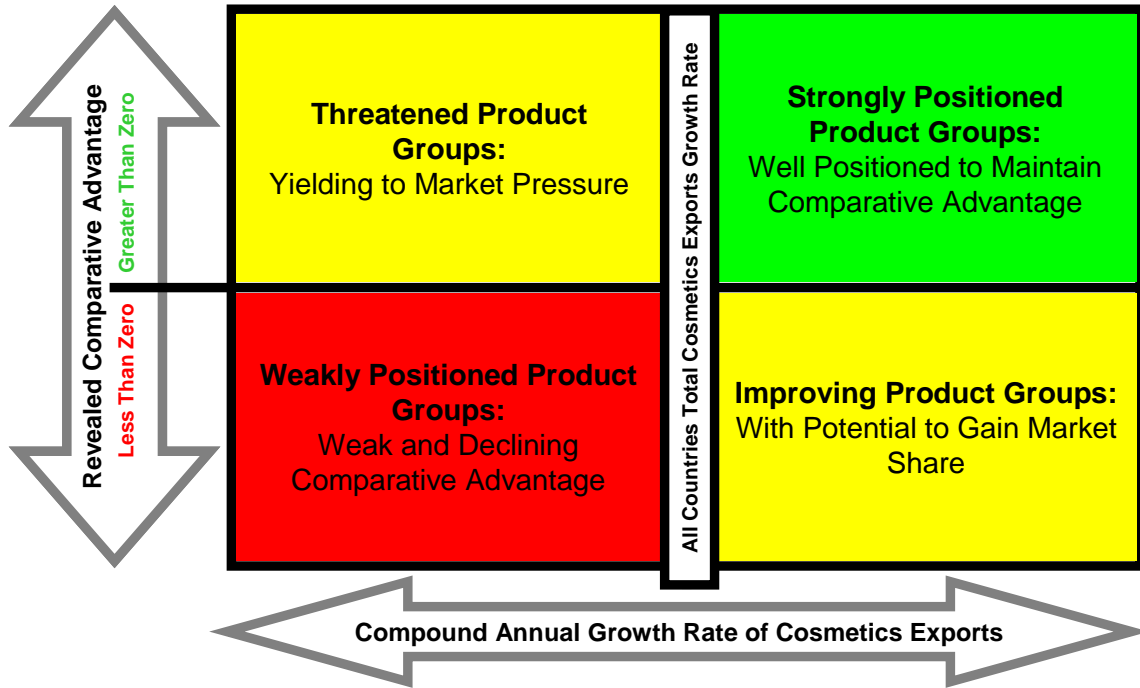 Revealed Comparative Advantage
Greater Than Zero
Less Than Zero
Threatened Product
Groups:
Yielding to Market Pressure
All Countries Total Cosmetics Exports Growth Rate
Strongly Positioned
Product Groups:
Well Positioned to Maintain
Comparative Advantage
Weakly Positioned Product
Groups:
Weak and Declining
Comparative Advantage
Improving Product Groups:
With Potential to Gain Market
Share
Compound Annual Growth Rate of Cosmetics Exports